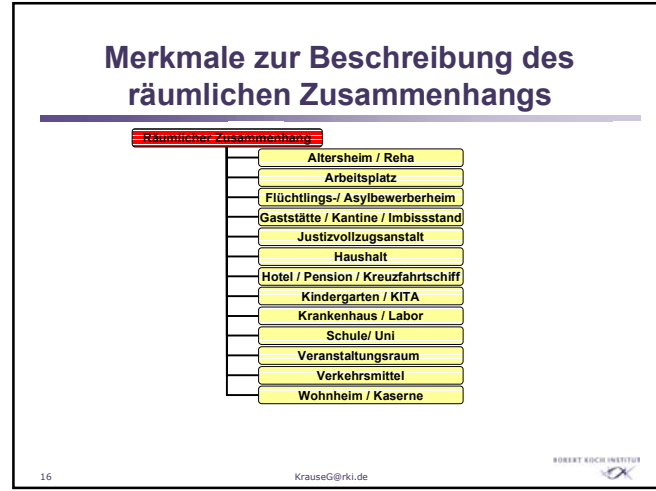 Merkmale zur Beschreibung des
räumlichen Zusammenhangs
Räumlicher Zusammenhang
Altersheim / Reha
Arbeitsplatz
Flüchtlings-/ Asylbewerberheim
Gaststätte / Kantine / Imbissstand
Justizvollzugsanstalt
Haushalt
Hotel / Pension / Kreuzfahrtschiff
Kindergarten / KITA
Krankenhaus / Labor
Schule/ Uni
Veranstaltungsraum
Verkehrsmittel
Wohnheim / Kaserne
ROBERT KOCH INSTITUT
16
KrauseG@rki.de